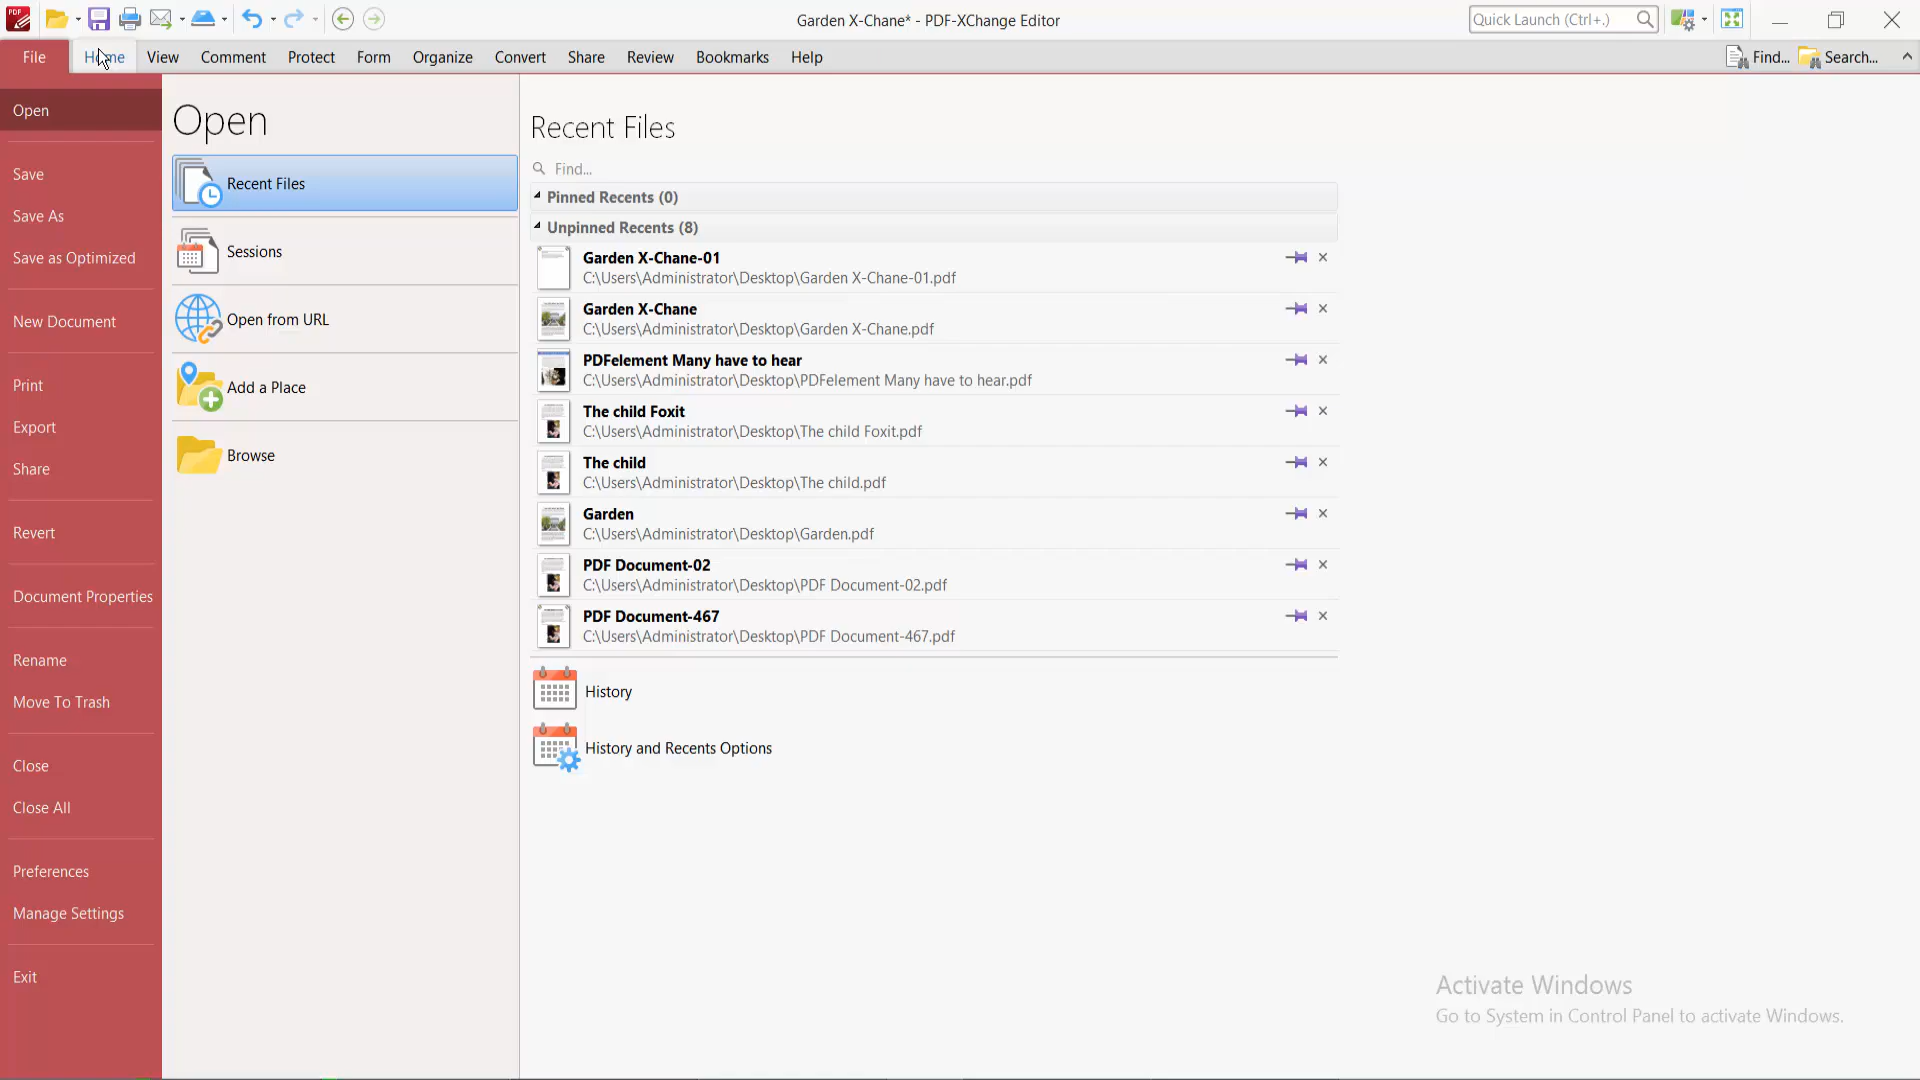 PDF
Garden X-Chane* - PDF-XChange Editor
Quick Launch (Ctrl+.)
File Home View Comment Protect Form Organize Convert Share Review Bookmarks Help Find... Search...
Open
Save
Save As
Save as Optimized
New Document
Print
Export
Share
Revert
Document Properties
Rename
Move To Trash
Close
Close All
Preferences
Manage Settings
Exit
Open
Recent Files
Sessions
Open from URL
Add a Place
Browse
Recent Files
Find...
Pinned Recents (0)
Unpinned Recents (8)
Garden X-Chane-01
C:\Users\Administrator\Desktop\Garden X-Chane-01.pdf
Garden X-Chane
C:\Users\Administrator\Desktop\Garden X-Chane.pdf
PDFelement Many have to hear
C:\Users\Administrator\Desktop\PDFelement Many have to hear.pdf
The child Foxit
C:\Users\Administrator\Desktop\The child Foxit.pdf
The child
C:\Users\Administrator\Desktop\The child.pdf
Garden
C:\Users\Administrator\Desktop\Garden.pdf
PDF Document-02
C:\Users\Administrator\Desktop\PDF Document-02.pdf
PDF Document-467
C:\Users\Administrator\Desktop\PDF Document-467.pdf
History
History and Recents Options
Activate Windows
Go to System in Control Panel to activate Windows.